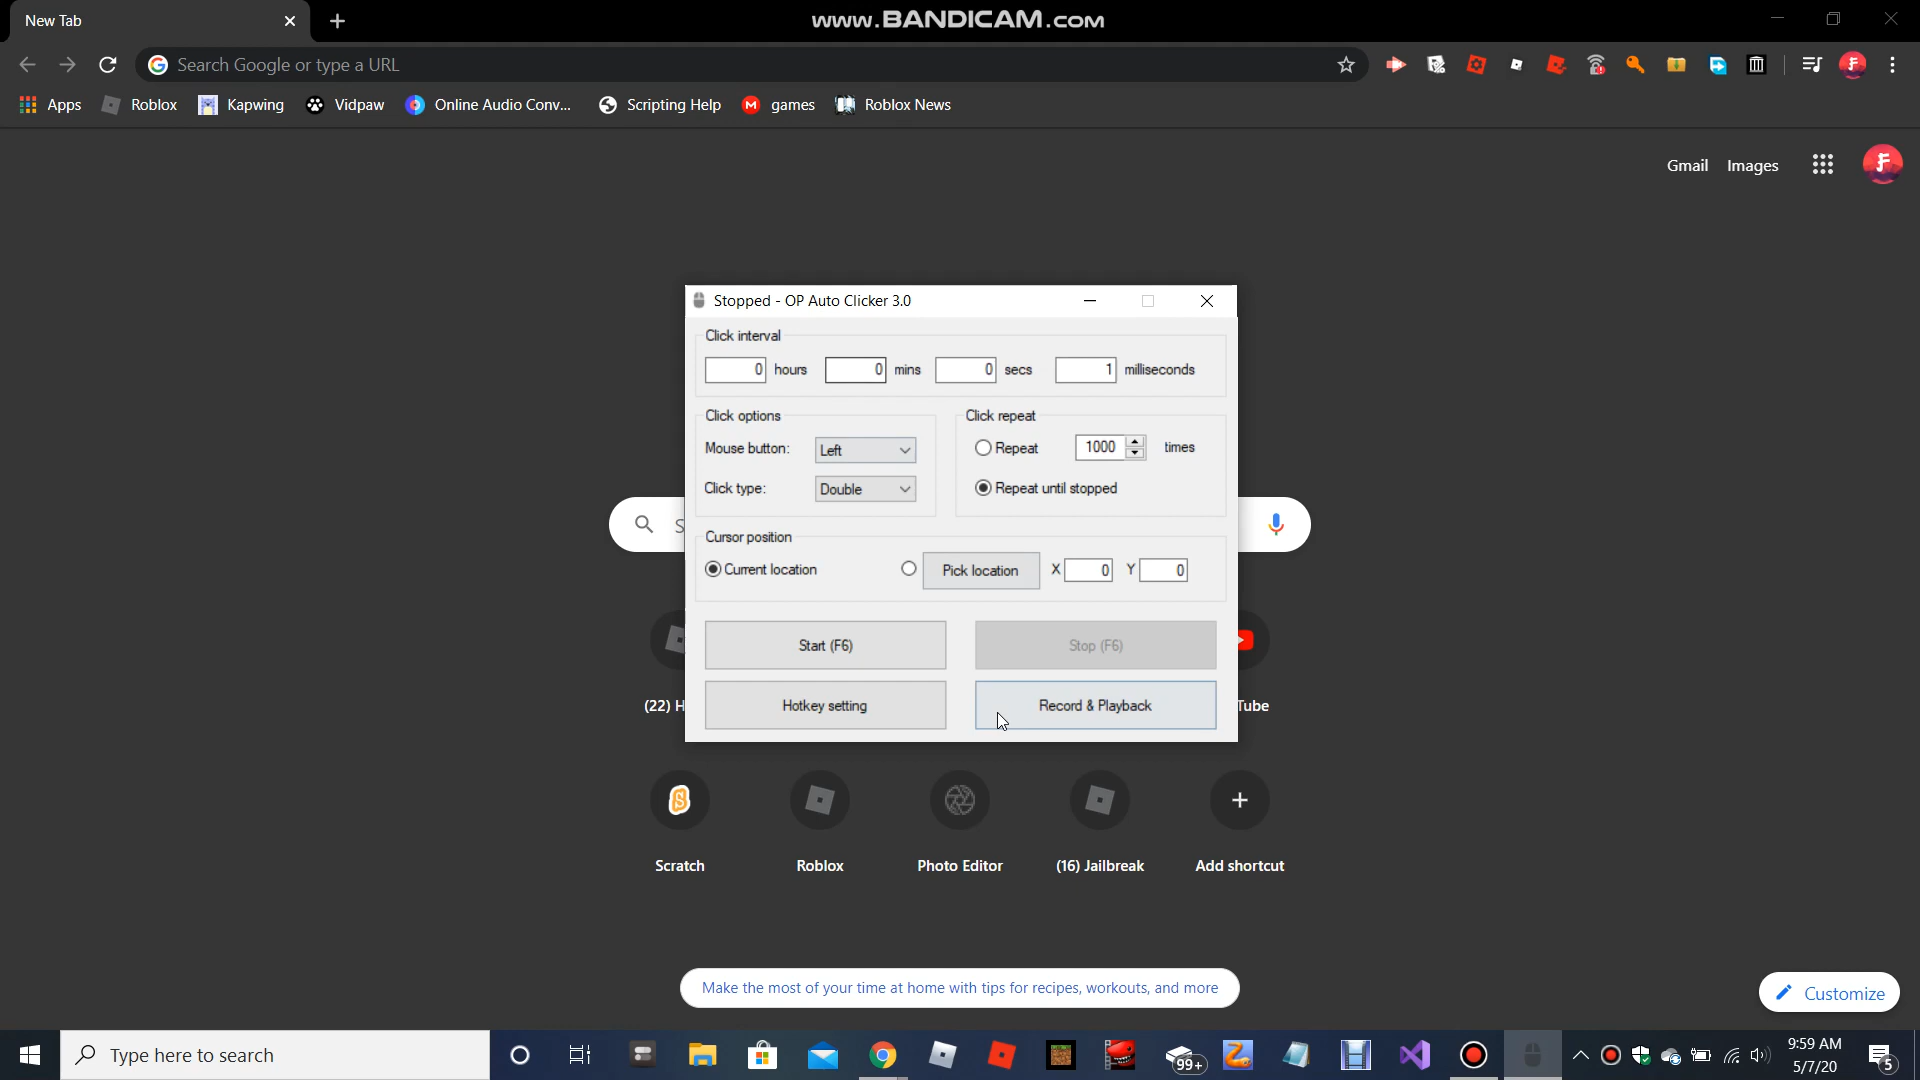 New Tab
www.BANDICAM.com
Search Google or type a URL
Apps Roblox Kapwing Vidpaw Online Audio Conv... Scripting Help M games Roblox News
Gmail Images
Stopped - OP Auto Clicker 3.0
Click interval
0 hours 0 mins 0 secs 1 milliseconds
Click options Click repeat
Mouse button: Left Repeat 1000 times
Click type: Double Repeat until stopped
S
Cursor position
Current location Pick location X 0 Y 0
Start (F6) Stop (F6)
Hotkey setting Record & Playback
(22) H Tube
Scratch Roblox Photo Editor (16) Jailbreak Add shortcut
Make the most of your time at home with tips for recipes, workouts, and more
Customize
Type here to search
99+
9:59 AM
5/7/20
5